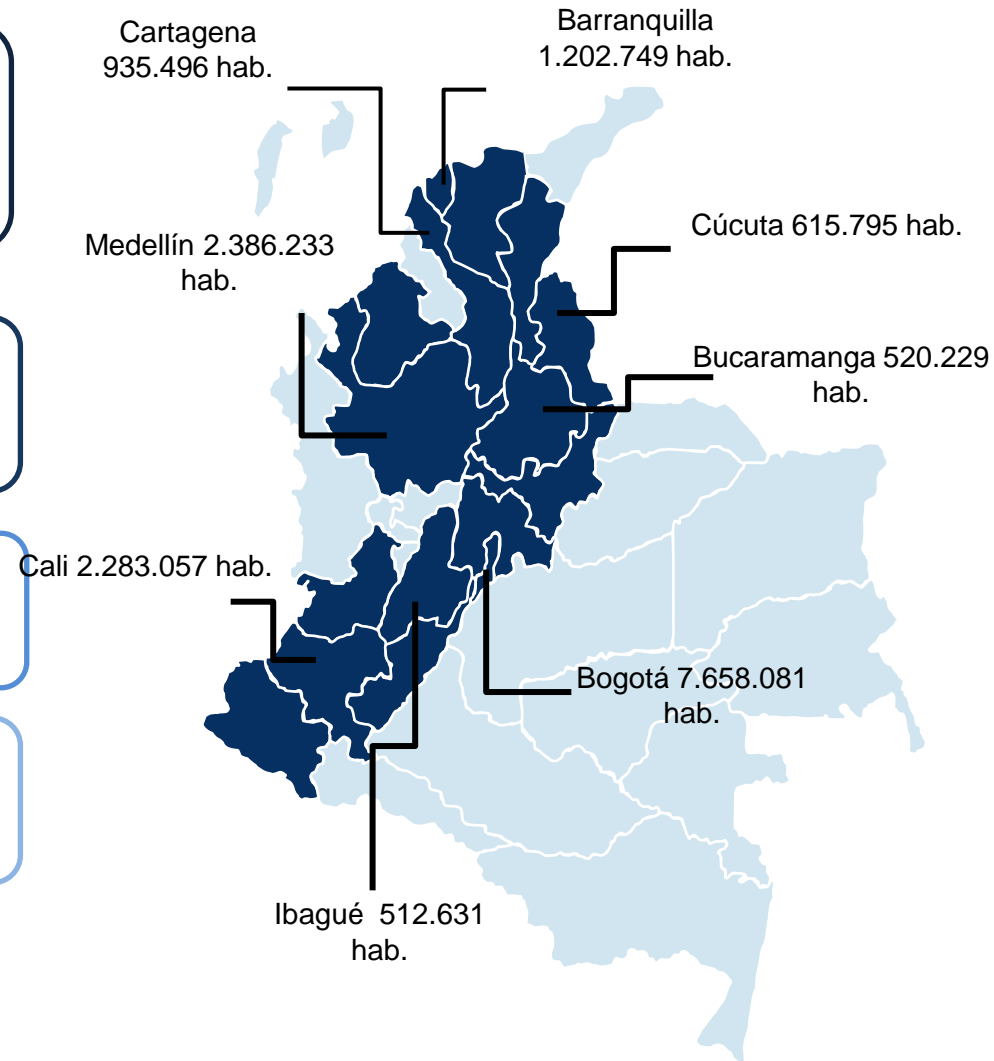 Cartagena
935.496 hab.
Barranquilla
1.202.749 hab.
Medellín 2.386.233
hab.
Cúcuta 615.795 hab.
Bucaramanga 520.229
hab.
Cali 2.283.057 hab.
Bogotá 7.658.081
hab.
Ibagué  512.631
hab.